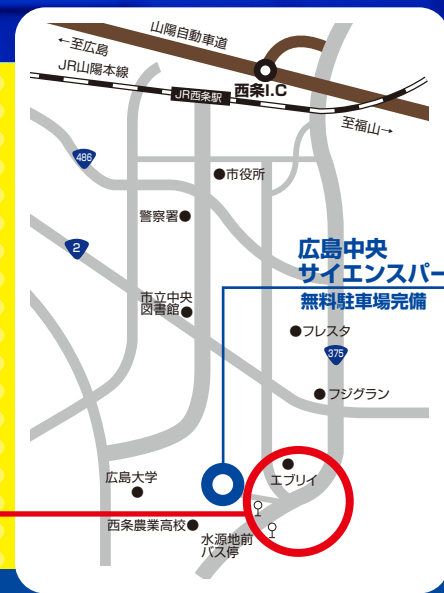 山陽自動車道
←至広島
JR山陽本線
西条I.C
JR西条駅
至福山→
486
市役所
警察署
2
広島中央
サイエンスパー
無料駐車場完備
市立中央
図書館
フレスタ
375
フジグラン
広島大学
エブリイ
西条農業高校
水源地前
バス停